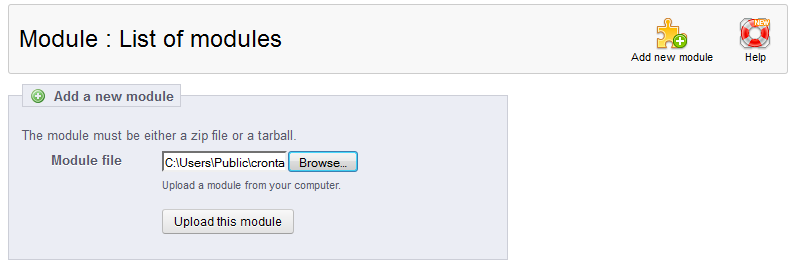 Module : List of modules
NEW
Add new module
Help
Add a new module
The module must be either a zip file or a tarball.
Module file
C:\Users\Public\cronta
Browse...
Upload a module from your computer.
Upload this module